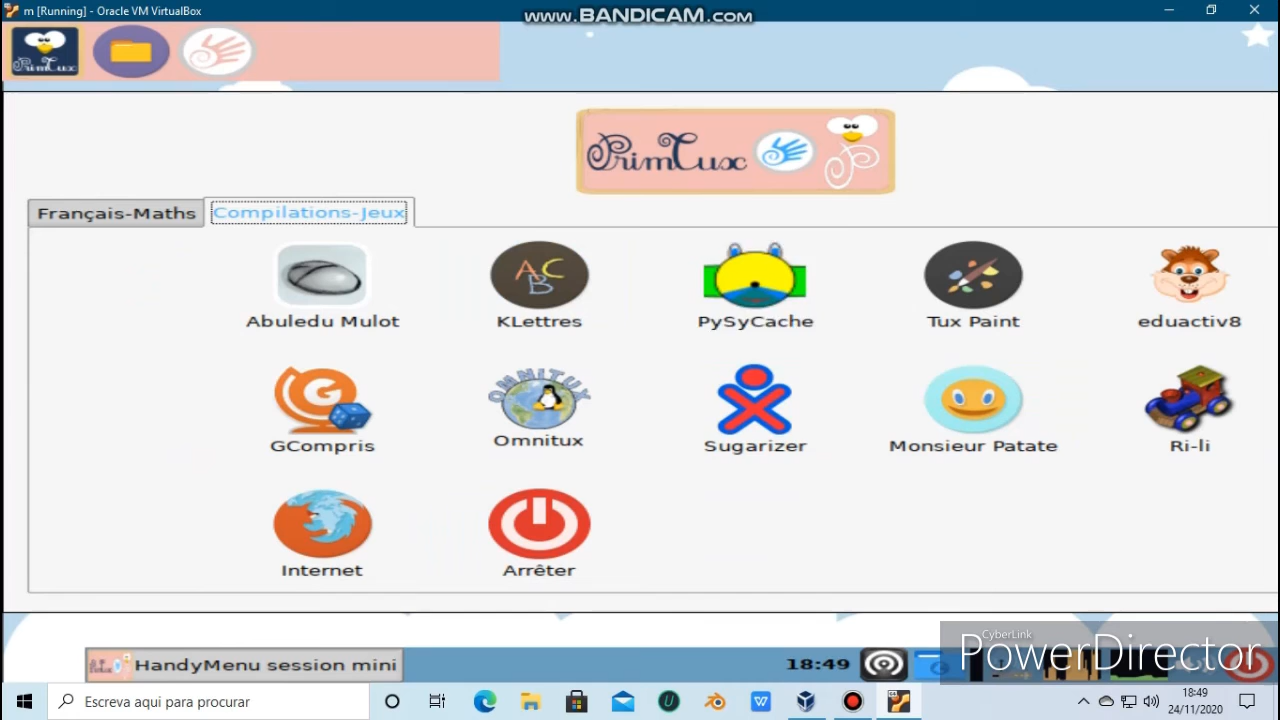 m [Running] - Oracle VM VirtualBox
www.BANDICAM.com
PrimTux
PrimTux
Français-Maths
Compilations-Jeux
Abuledu Mulot
KLettres
PySyCache
Tux Paint
eduactiv8
GCompris
OMNITUX
Omnitux
Sugarizer
Monsieur Patate
Ri-li
Internet
Arrêter
HandyMenu session mini
18:49
CyberLink
PowerDirector
Escreva aqui para procurar
18:49
24/11/2020